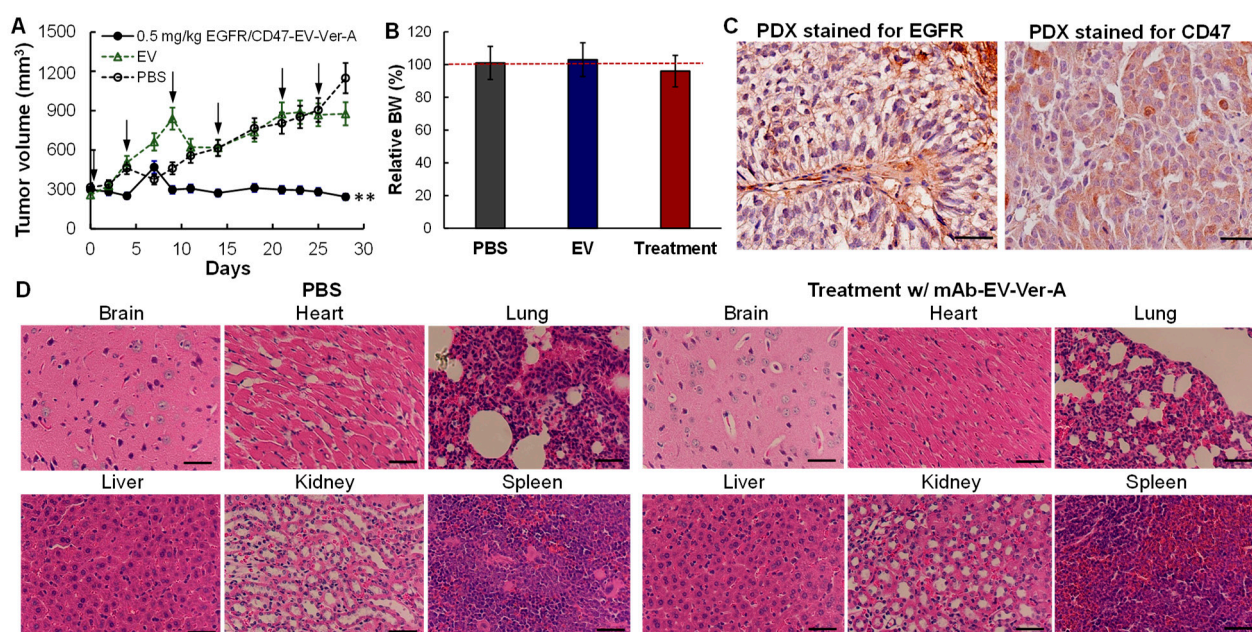 A
Tumor volume (mm³)
1500
1200
900
600
300
0
0.5 mg/kg EGFR/CD47-EV-Ver-A
EV
PBS
**
0 5 10 15 20 25 30
Days
B
Relative BW (%)
120
100
80
60
40
20
0
PBS EV Treatment
C
PDX stained for EGFR PDX stained for CD47
D
PBS Treatment w/ mAb-EV-Ver-A
Brain Heart Lung Brain Heart Lung
Liver Kidney Spleen Liver Kidney Spleen